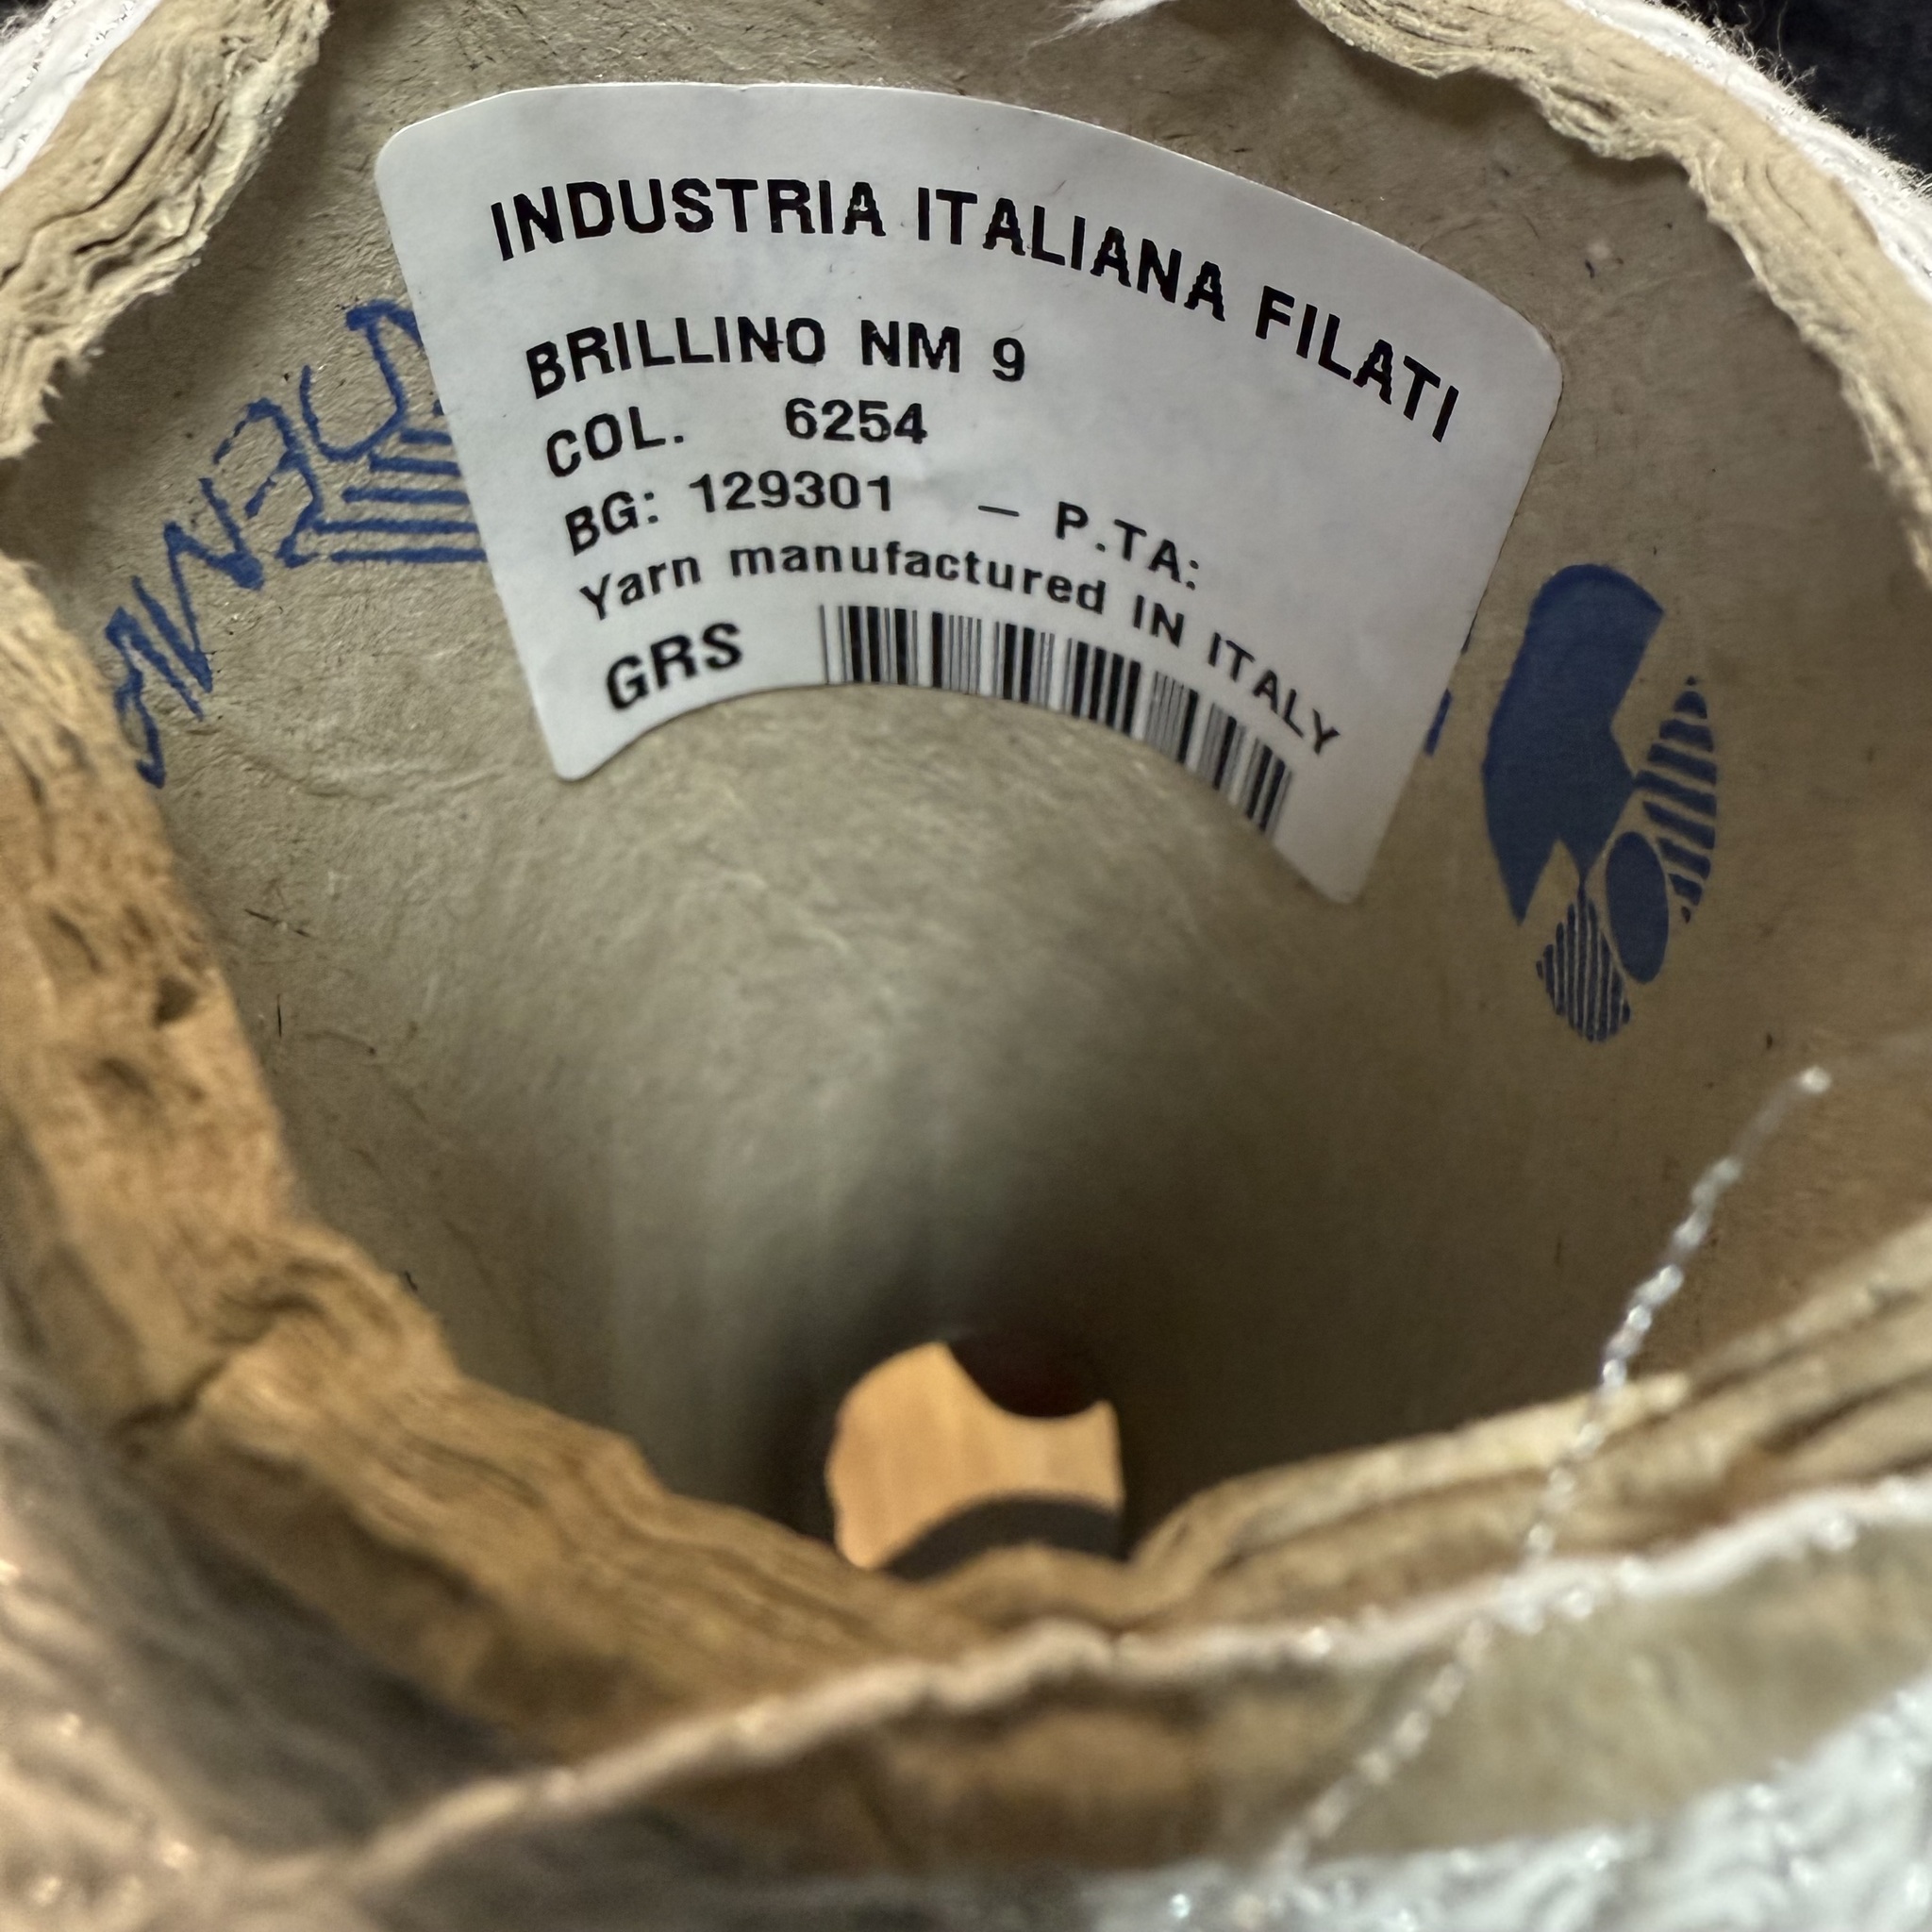 INDUSTRIA ITALIANA FILATI
BRILLINO NM 9
COL. 6254
BG: 129301 – P.TA:
Yarn manufactured IN ITALY
GRS